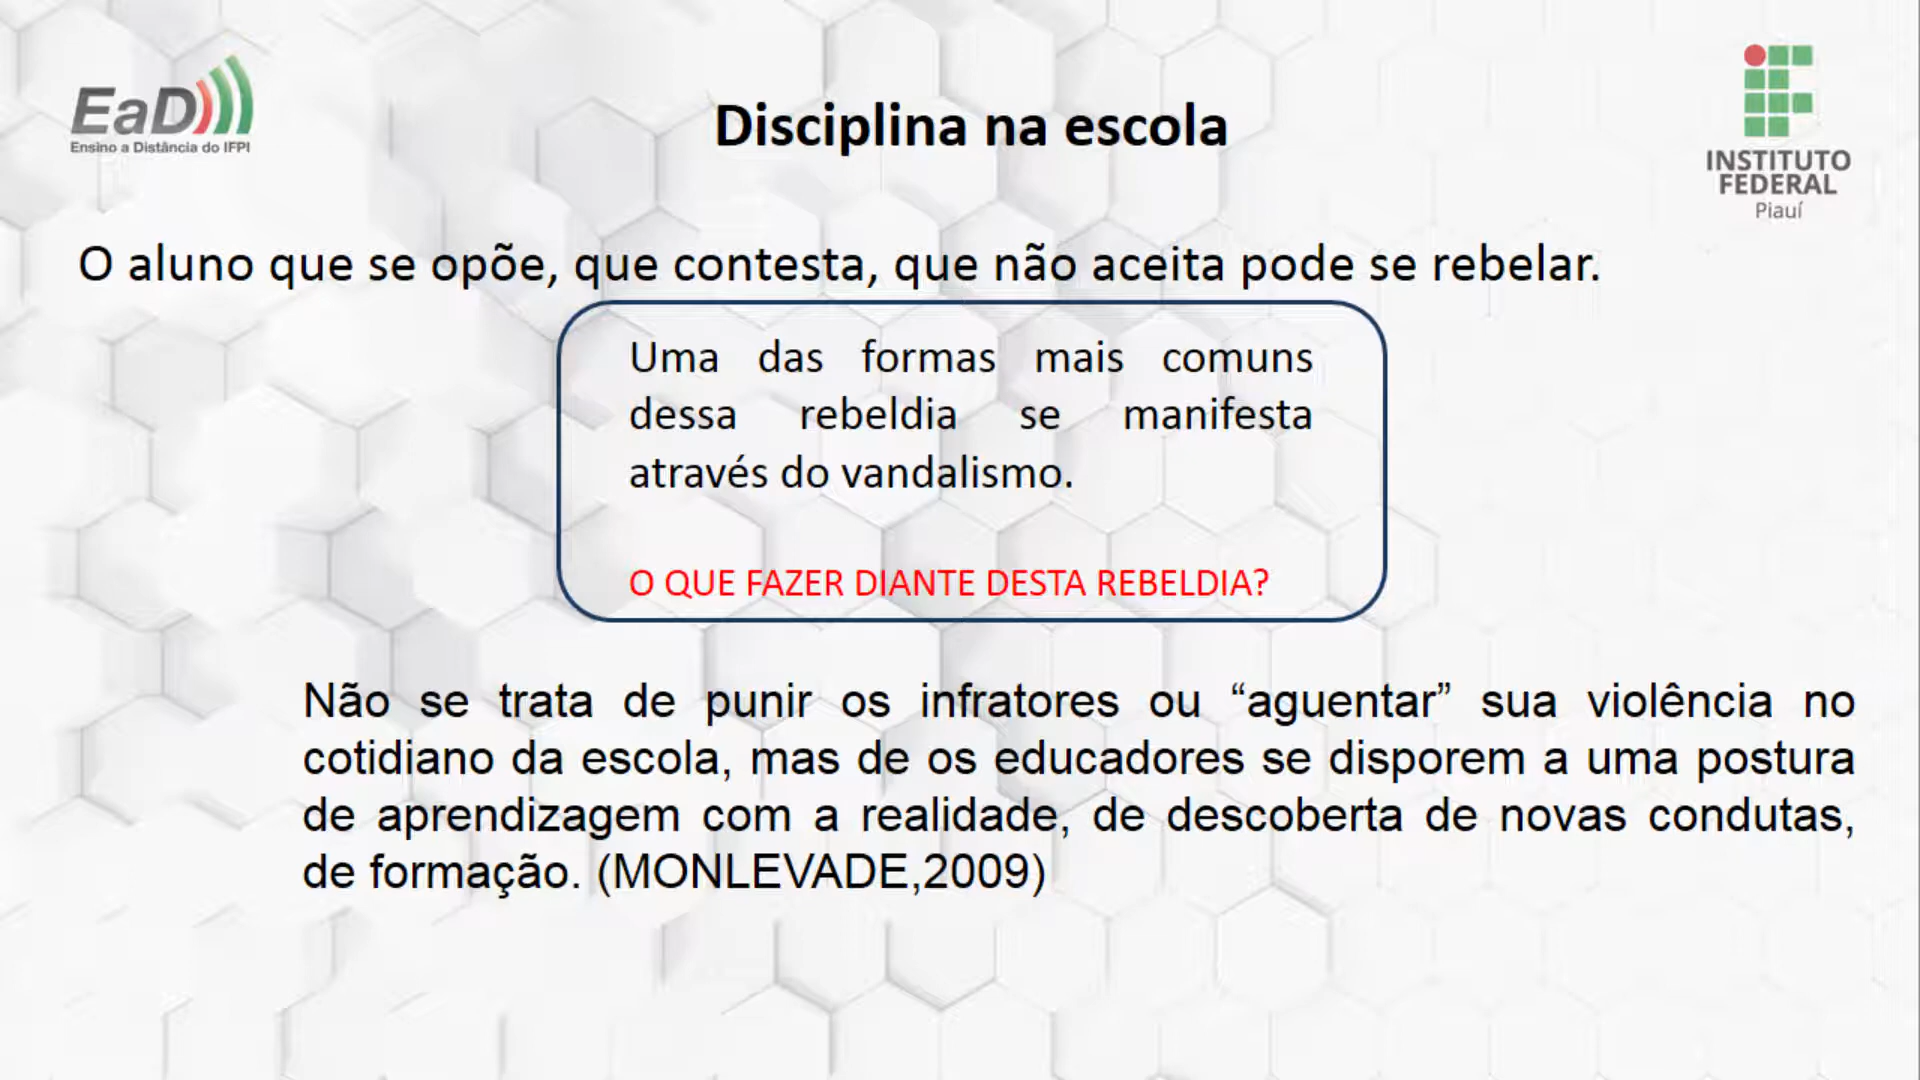 EaD
Ensino a Distância do IFPI
Disciplina na escola
INSTITUTO
FEDERAL
Piauí
O aluno que se opõe, que contesta, que não aceita pode se rebelar.
Uma das formas mais comuns
dessa rebeldia se manifesta
através do vandalismo.
O QUE FAZER DIANTE DESTA REBELDIA?
Não se trata de punir os infratores ou “aguentar” sua violência no
cotidiano da escola, mas de os educadores se disporem a uma postura
de aprendizagem com a realidade, de descoberta de novas condutas,
de formação. (MONLEVADE,2009)